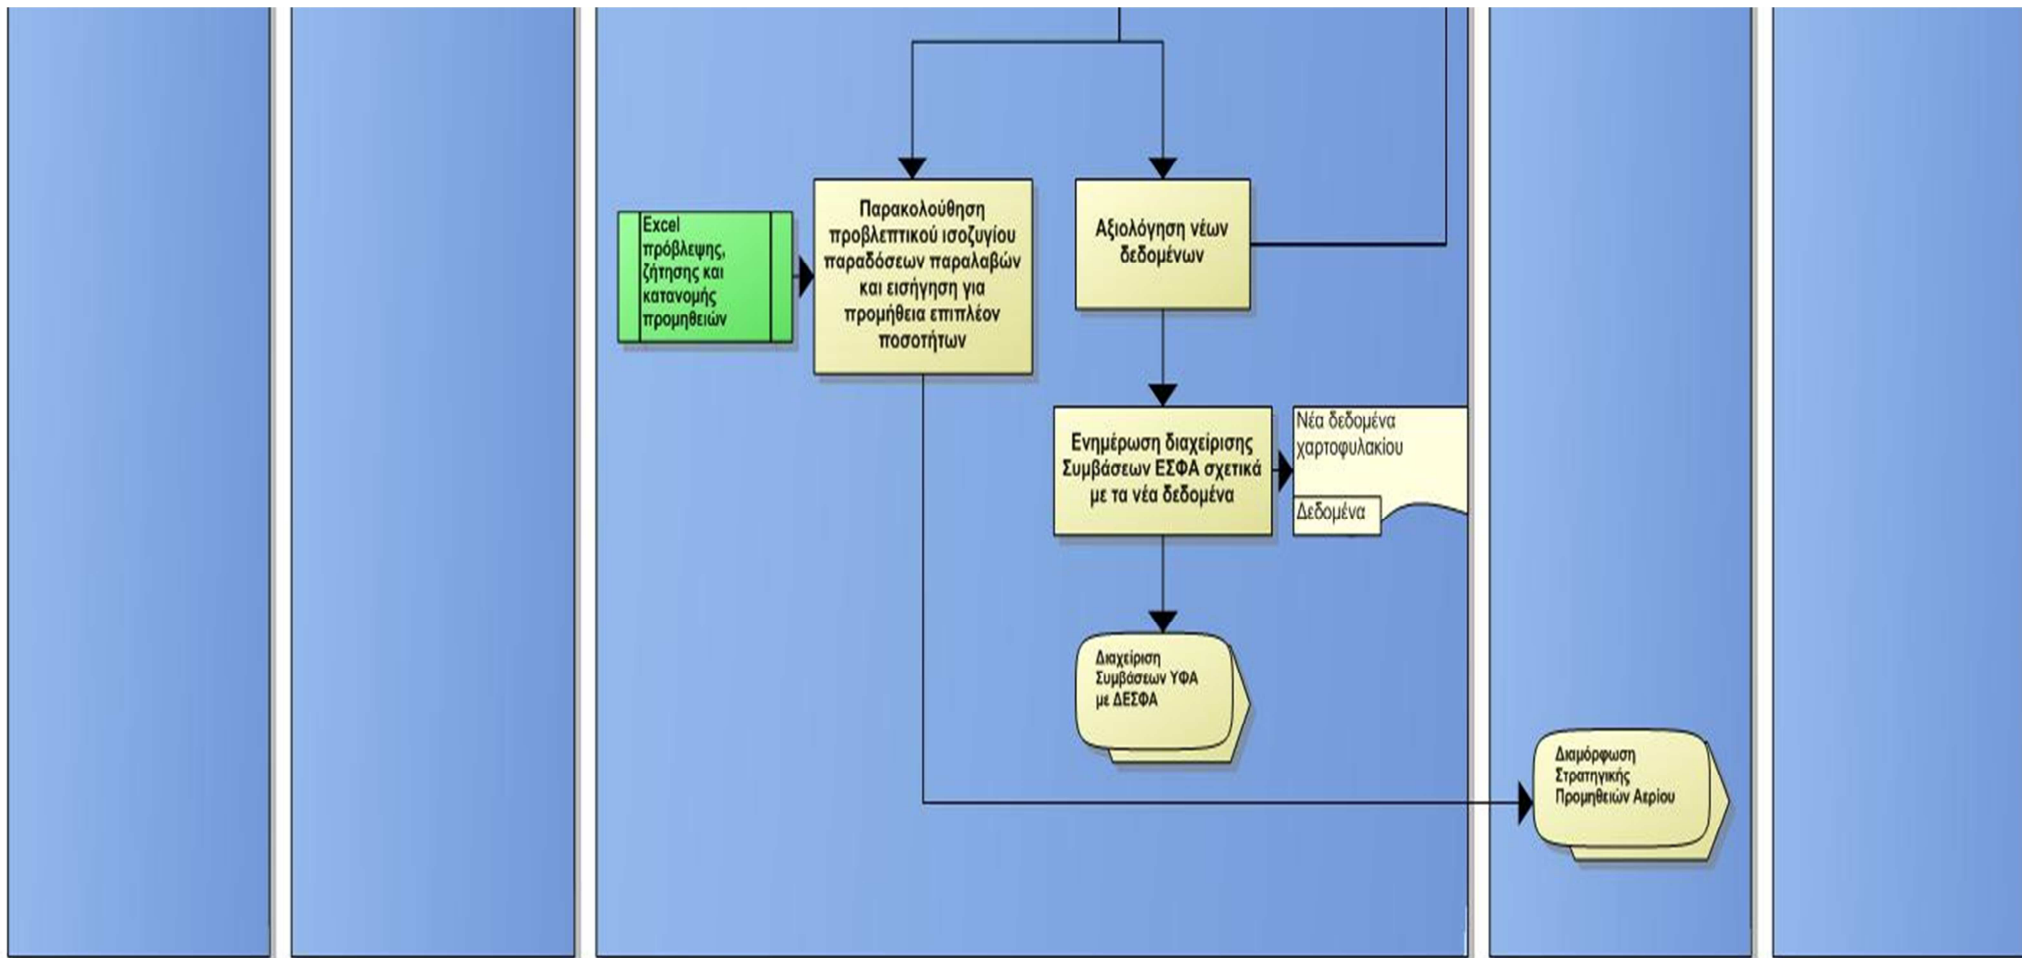 Παρακολούθηση
προβλεπτικού ισοζυγίου
παραδόσεων παραλαβών
και εισήγηση για
προμήθεια επιπλέον
ποσοτήτων
Αξιολόγηση νέων
δεδομένων
Excel
πρόβλεψης,
ζήτησης και
κατανομής
προμηθειών
Ενημέρωση διαχείρισης
Συμβάσεων ΕΣΦΑ σχετικά
με τα νέα δεδομένα
Νέα δεδομένα
χαρτοφυλακίου
Δεδομένα
Διαχείριση
Συμβάσεων ΥΦΑ
με ΔΕΣΦΑ
Διαμόρφωση
Στρατηγικής
Προμηθειών Αερίου